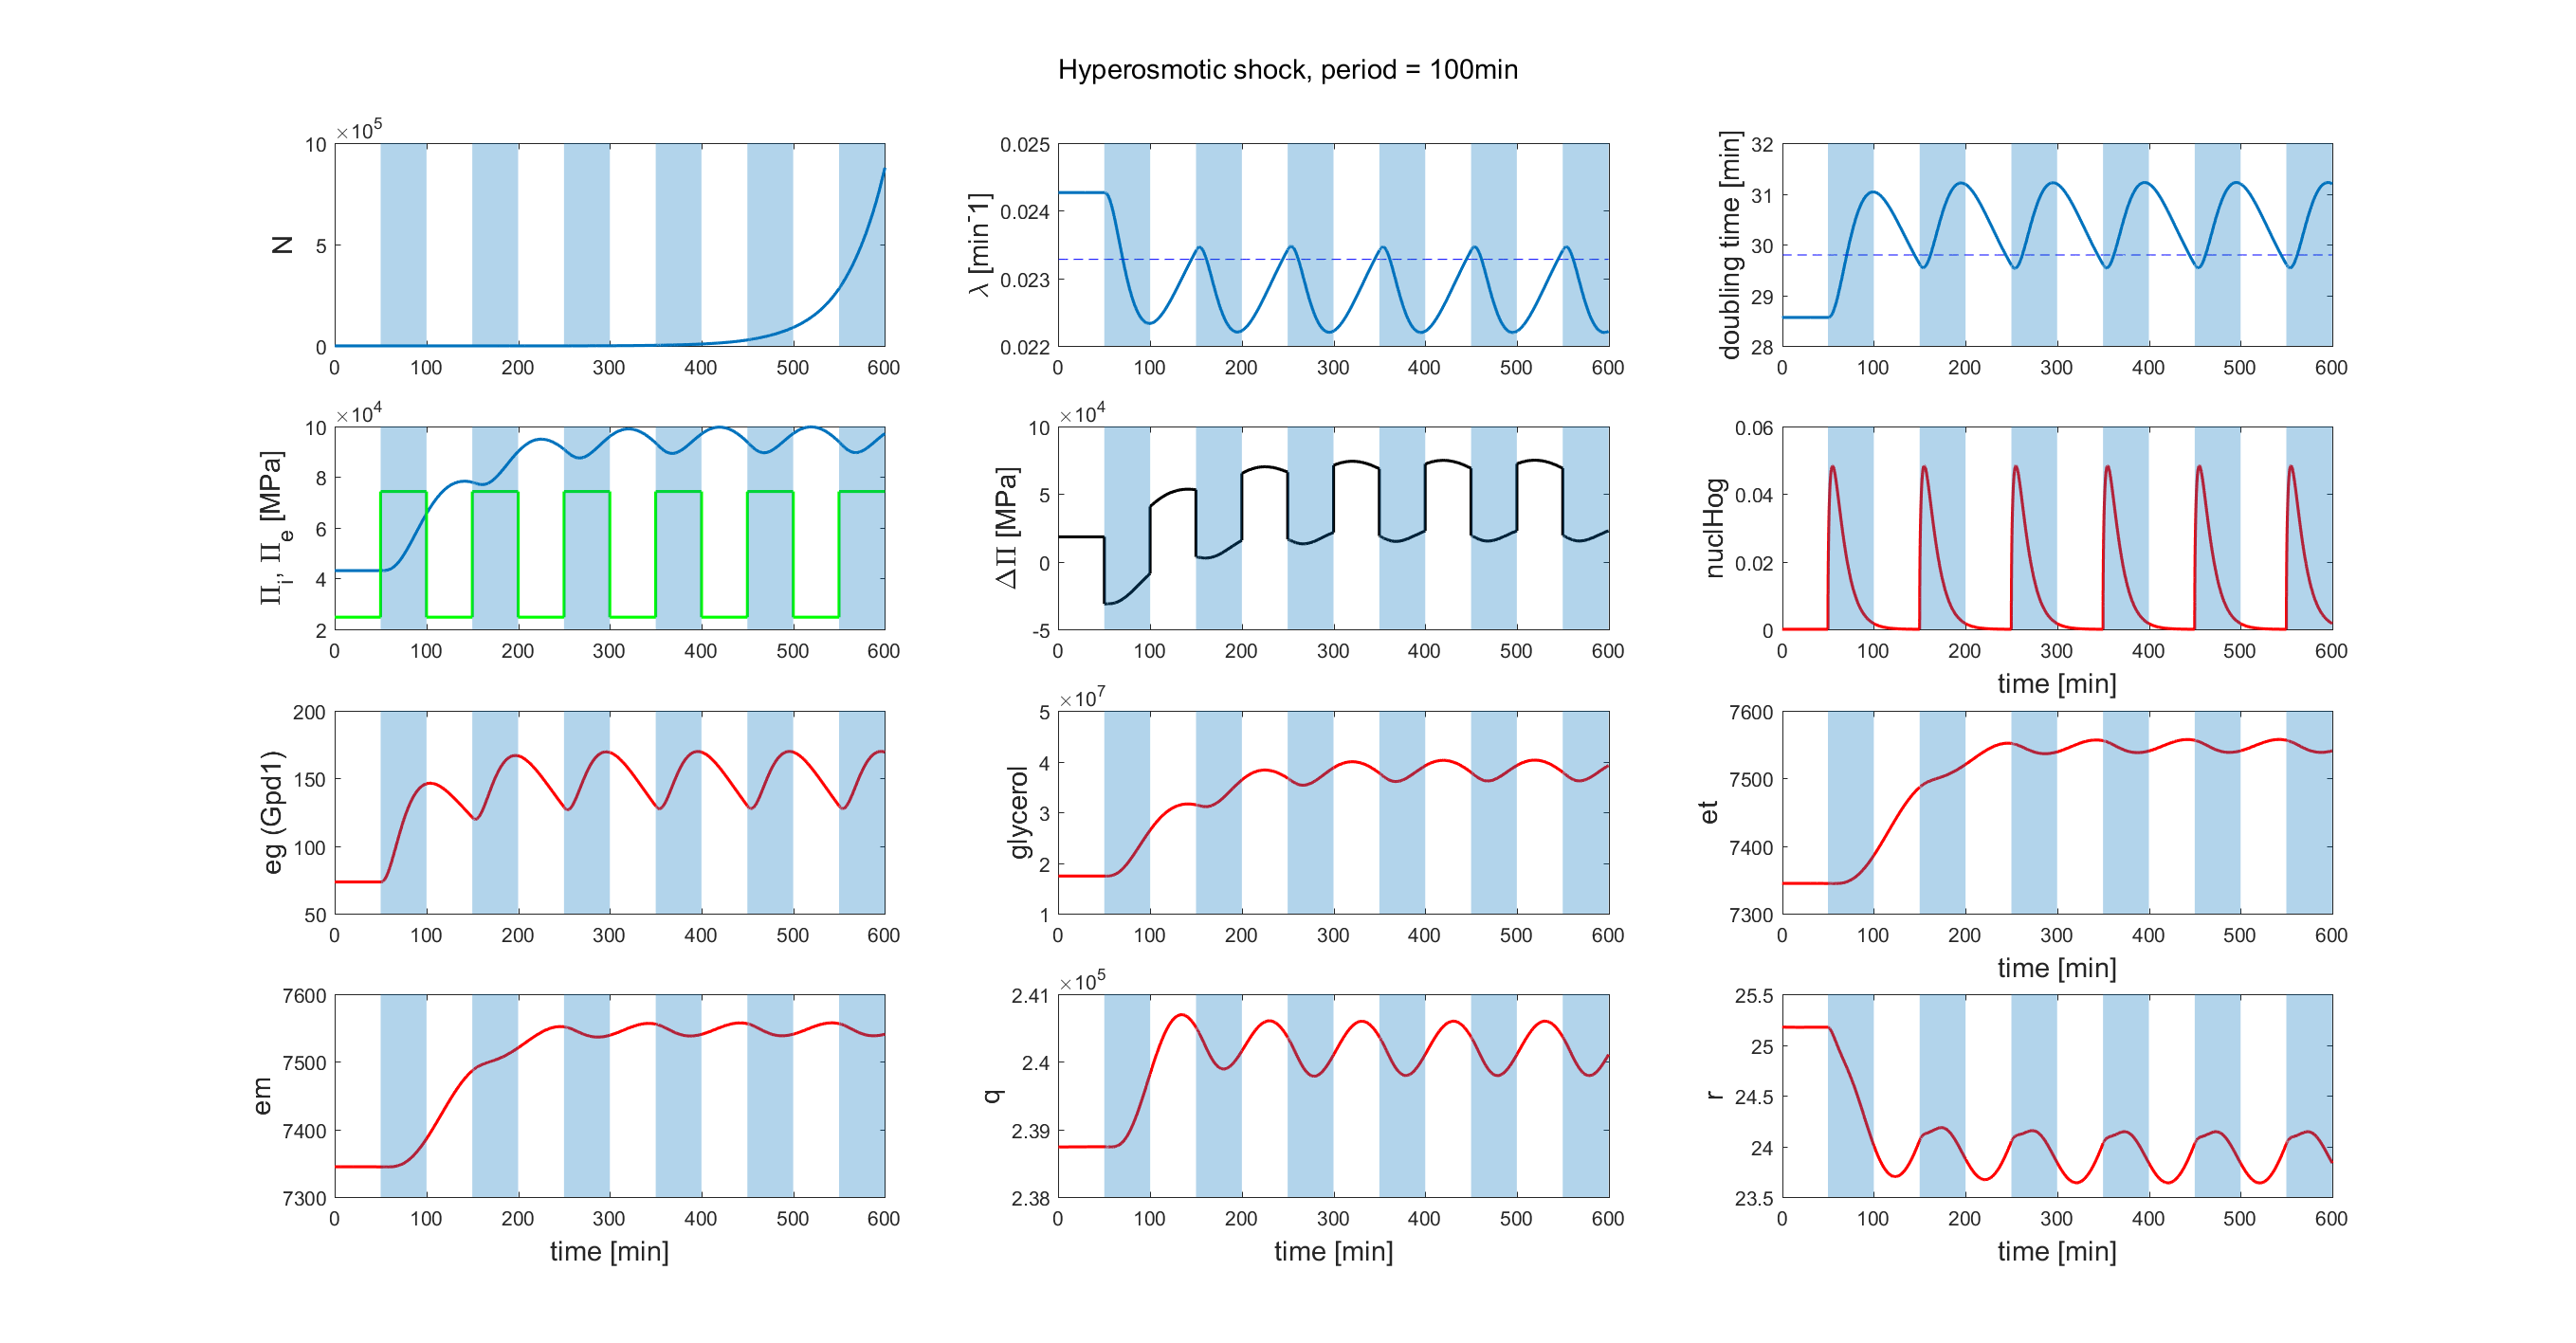 Hyperosmotic shock, period = 100min
×10^5
10
5
0
N
0 100 200 300 400 500 600
0.025
0.024
0.023
0.022
λ [min^-1]
0 100 200 300 400 500 600
32
31
30
29
28
doubling time [min]
0 100 200 300 400 500 600
×10^4
10
8
6
4
2
Π_i, Π_e [MPa]
0 100 200 300 400 500 600
×10^4
10
5
0
-5
ΔΠ [MPa]
0 100 200 300 400 500 600
0.06
0.04
0.02
0
nuclHog
0 100 200 300 400 500 600
time [min]
200
150
100
50
eg (Gpd1)
0 100 200 300 400 500 600
×10^7
5
4
3
2
1
glycerol
0 100 200 300 400 500 600
7600
7500
7400
7300
et
0 100 200 300 400 500 600
time [min]
7600
7500
7400
7300
em
0 100 200 300 400 500 600
time [min]
×10^5
2.41
2.4
2.39
2.38
q
0 100 200 300 400 500 600
time [min]
25.5
25
24.5
24
23.5
r
0 100 200 300 400 500 600
time [min]